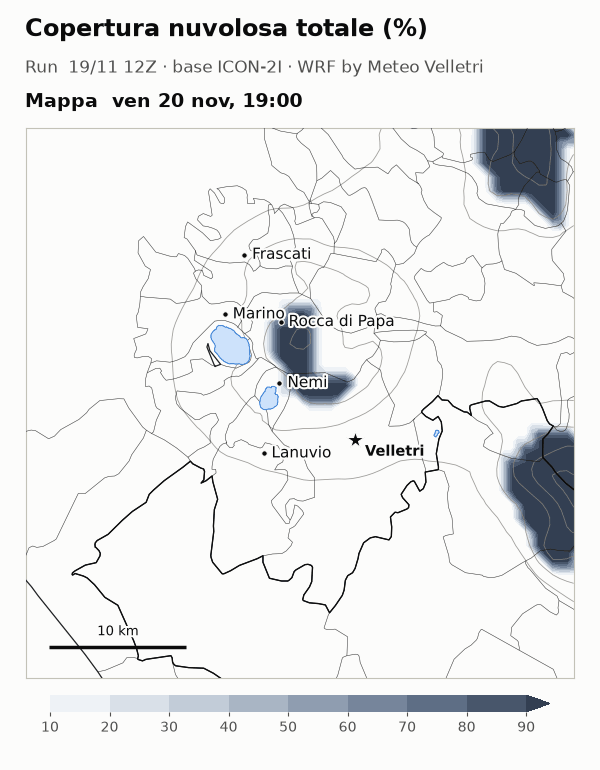 Copertura nuvolosa totale (%)
Run  19/11 12Z · base ICON-2I · WRF by Meteo Velletri
Mappa  ven 20 nov, 19:00
Frascati
Marino
Rocca di Papa
Nemi
Velletri
Lanuvio
10 km
10 20 30 40 50 60 70 80 90